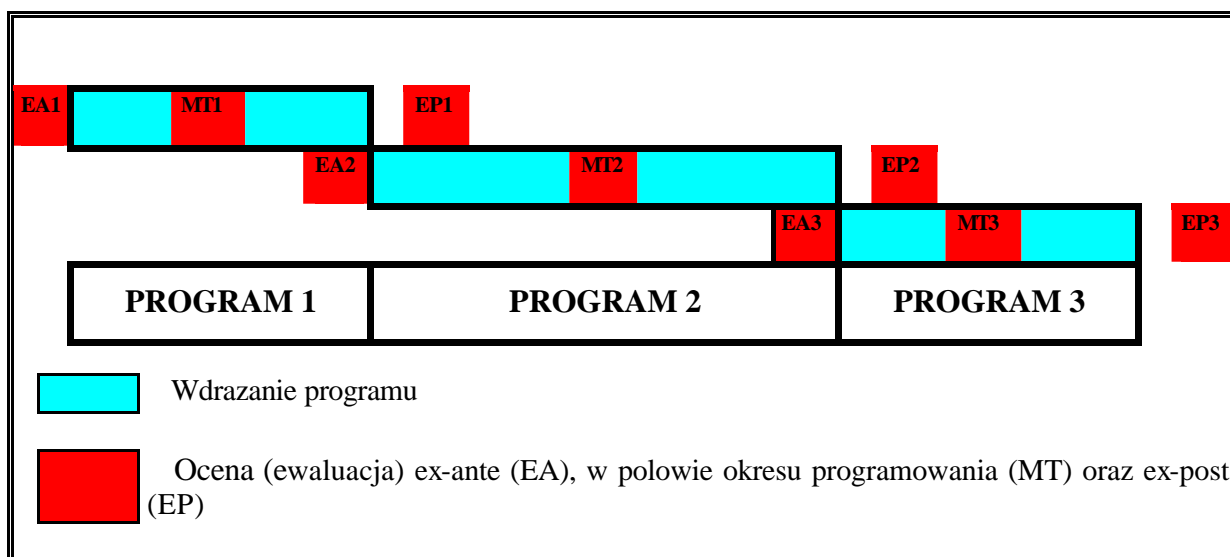 EA1 MT1 EP1
EA2 MT2 EP2
EA3 MT3 EP3
PROGRAM 1 PROGRAM 2 PROGRAM 3
Wdrazanie programu
Ocena (ewaluacja) ex-ante (EA), w polowie okresu programowania (MT) oraz ex-post
(EP)